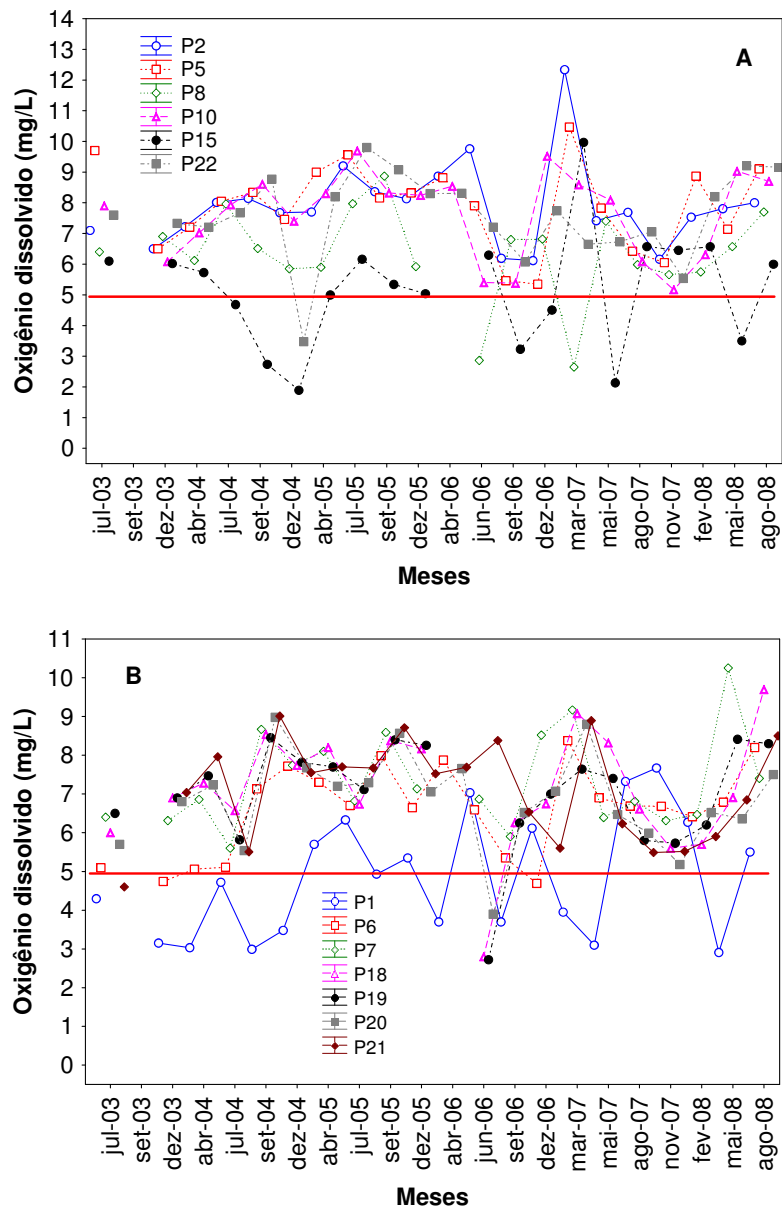 A
P2
P5
P8
P10
P15
P22
Oxigênio dissolvido (mg/L)
14
13
12
11
10
9
8
7
6
5
4
3
2
1
0
jul-03
set-03
dez-03
abr-04
jul-04
set-04
dez-04
abr-05
jul-05
set-05
dez-05
abr-06
jun-06
set-06
dez-06
mar-07
mai-07
ago-07
nov-07
fev-08
mai-08
ago-08
Meses
B
Oxigênio dissolvido (mg/L)
11
10
9
8
7
6
5
4
3
2
1
0
P1
P6
P7
P18
P19
P20
P21
jul-03
set-03
dez-03
abr-04
jul-04
set-04
dez-04
abr-05
jul-05
set-05
dez-05
abr-06
jun-06
set-06
dez-06
mar-07
mai-07
ago-07
nov-07
fev-08
mai-08
ago-08
Meses